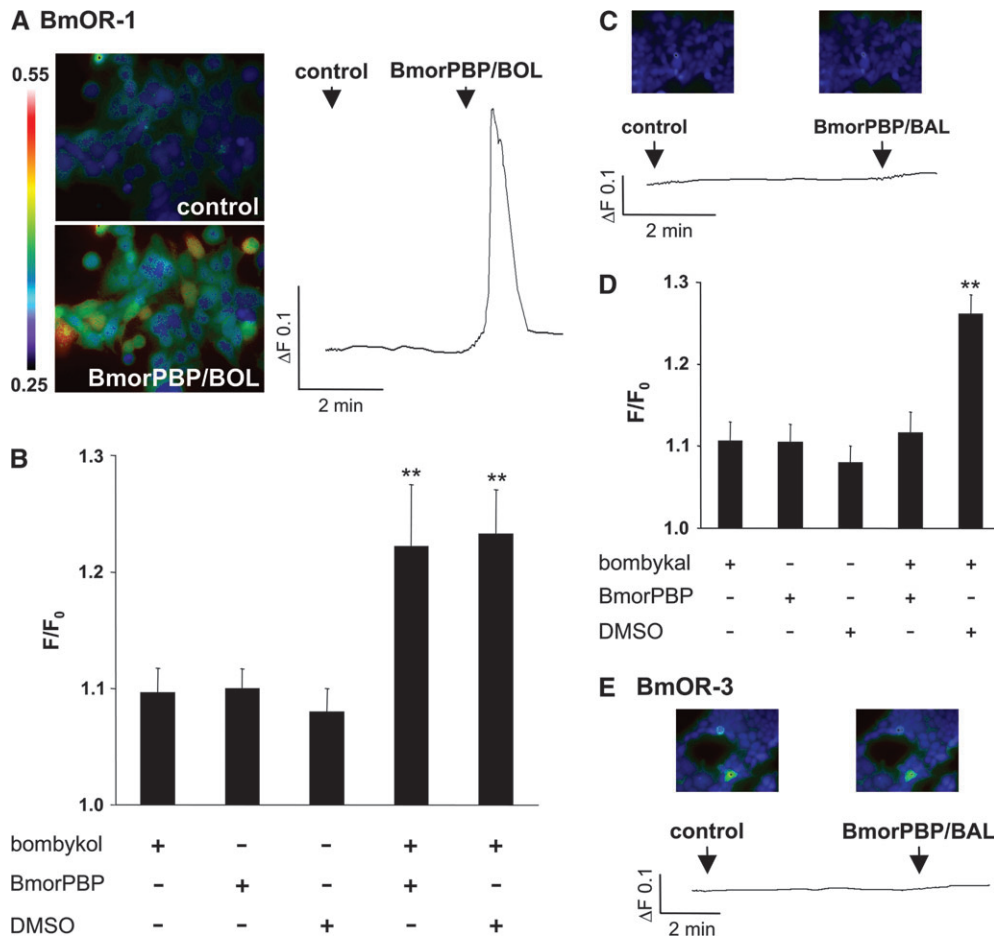 A BmOR-1
0.55
0.25
control
BmorPBP/BOL
control
BmorPBP/BOL
ΔF 0.1
2 min
B
1.3
1.2
1.1
1.0
F/F₀
** **
bombykol + - - + +
BmorPBP - + - + -
DMSO - - + - +
C
control
BmorPBP/BAL
ΔF 0.1
2 min
D
1.3
1.2
1.1
1.0
F/F₀
**
bombykal + - - + +
BmorPBP - + - + -
DMSO - - + - +
E BmOR-3
control
BmorPBP/BAL
ΔF 0.1
2 min